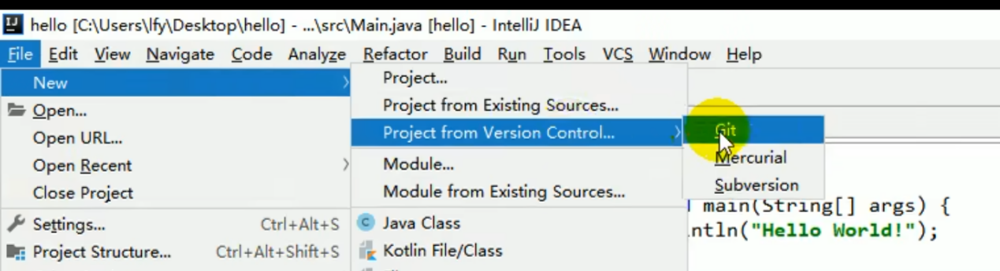 hello [C:\Users\lfy\Desktop\hello] - ...\src\Main.java [hello] - IntelliJ IDEA
File Edit View Navigate Code Analyze Refactor Build Run Tools VCS Window Help
New
Open...
Open URL...
Open Recent
Close Project
Settings... Ctrl+Alt+S
Project Structure... Ctrl+Alt+Shift+S
Project...
Project from Existing Sources...
Project from Version Control...
Module...
Module from Existing Sources...
Java Class
Kotlin File/Class
Git
Mercurial
Subversion
main(String[] args) {
ntln("Hello World!");